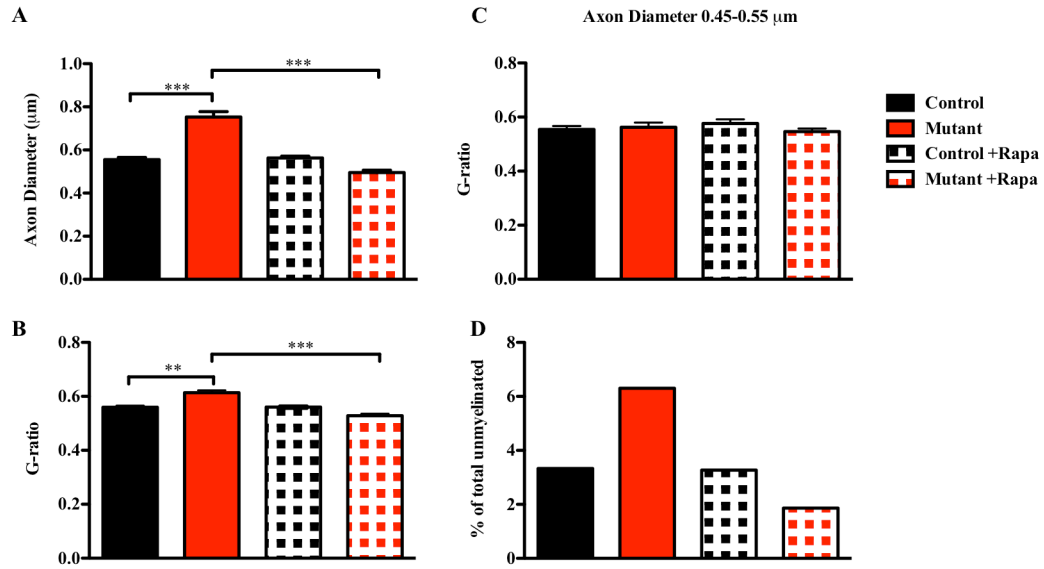 A
Axon Diameter (μm)
1.0
0.8
0.6
0.4
0.2
0.0
***
***
C
Axon Diameter 0.45-0.55 μm
G-ratio
0.8
0.6
0.4
0.2
0.0
Control
Mutant
Control +Rapa
Mutant +Rapa
B
G-ratio
0.8
0.6
0.4
0.2
0.0
**
***
D
% of total unmyelinated
8
6
4
2
0